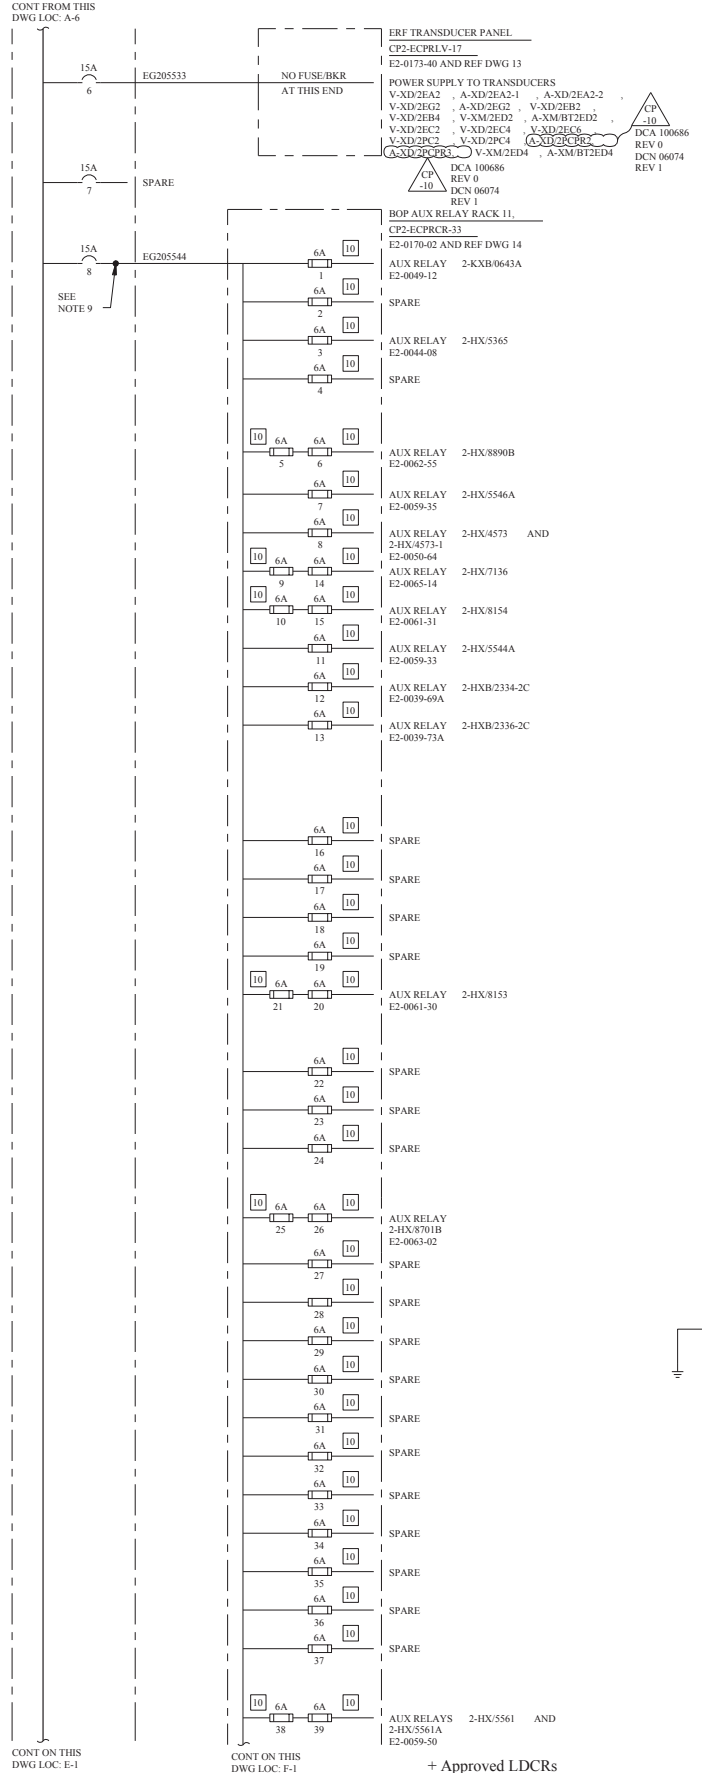 CONT FROM THIS
DWG LOC: A-6
ERF TRANSDUCER PANEL
CP2-ECPRLV-17
E2-0173-40 AND REF DWG 13
15A
6
EG205533
NO FUSE/BKR
AT THIS END
POWER SUPPLY TO TRANSDUCERS
V-XD/2EA2 , A-XD/2EA2-1 , A-XD/2EA2-2 ,
V-XD/2EG2 , A-XD/2EG2 , V-XD/2EB2 ,
V-XD/2EB4 , V-XM/2ED2 , A-XM/BT2ED2 ,
V-XD/2EC2 , V-XD/2EC4 , V-XD/2EC6 ,
V-XD/2PC2 , V-XD/2PC4 , A-XD/2PCPR2,
A-XD/2PCPR3, V-XM/2ED4 , A-XM/BT2ED4
CP
-10
DCA 100686
REV 0
DCN 06074
REV 1
CP
-10
DCA 100686
REV 0
DCN 06074
REV 1
15A
7
SPARE
BOP AUX RELAY RACK 11,
CP2-ECPRCR-33
E2-0170-02 AND REF DWG 14
15A
8
EG205544
SEE
NOTE 9
6A 10
1
AUX RELAY 2-KXB/0643A
E2-0049-12
6A 10
2
SPARE
6A 10
3
AUX RELAY 2-HX/5365
E2-0044-08
6A 10
4
SPARE
10 6A 6A 10
5 6
AUX RELAY 2-HX/8890B
E2-0062-55
6A 10
7
AUX RELAY 2-HX/5546A
E2-0059-35
6A 10
8
AUX RELAY 2-HX/4573 AND
2-HX/4573-1
E2-0050-64
10 6A 6A 10
9 14
AUX RELAY 2-HX/7136
E2-0065-14
10 6A 6A 10
10 15
AUX RELAY 2-HX/8154
E2-0061-31
6A 10
11
AUX RELAY 2-HX/5544A
E2-0059-33
6A 10
12
AUX RELAY 2-HXB/2334-2C
E2-0039-69A
6A 10
13
AUX RELAY 2-HXB/2336-2C
E2-0039-73A
6A 10
16
SPARE
6A 10
17
SPARE
6A 10
18
SPARE
6A 10
19
SPARE
10 6A 6A 10
21 20
AUX RELAY 2-HX/8153
E2-0061-30
6A 10
22
SPARE
6A 10
23
SPARE
6A 10
24
SPARE
10 6A 6A 10
25 26
AUX RELAY
2-HX/8701B
E2-0063-02
6A 10
27
SPARE
10
28
SPARE
6A 10
29
SPARE
6A 10
30
SPARE
6A 10
31
SPARE
6A 10
32
SPARE
6A 10
33
SPARE
6A 10
34
SPARE
6A 10
35
SPARE
6A 10
36
SPARE
6A 10
37
SPARE
10 6A 6A 10
38 39
AUX RELAYS 2-HX/5561 AND
2-HX/5561A
E2-0059-50
CONT ON THIS
DWG LOC: E-1
CONT ON THIS
DWG LOC: F-1
+ Approved LDCRs